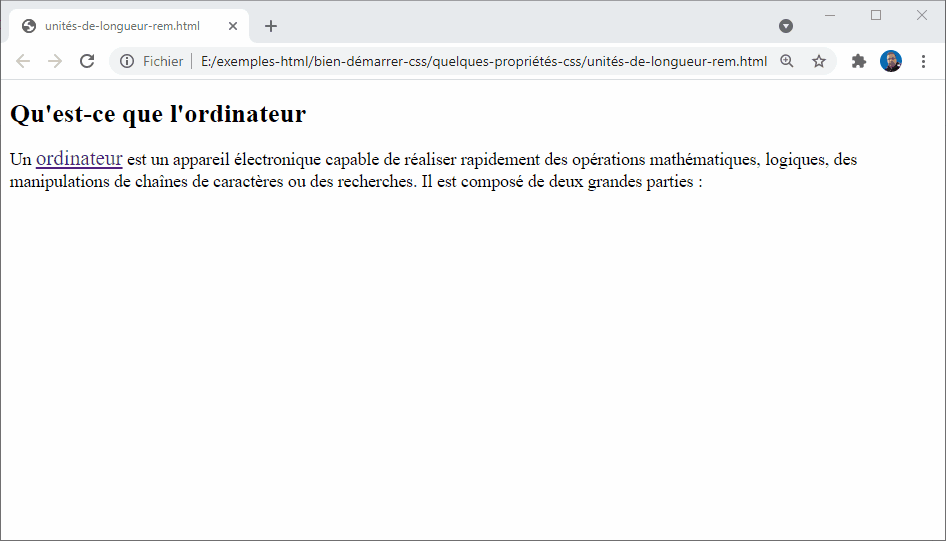 unités-de-longueur-rem.html
Fichier E:/exemples-html/bien-démarrer-css/quelques-propriétés-css/unités-de-longueur-rem.html
Qu'est-ce que l'ordinateur
Un ordinateur est un appareil électronique capable de réaliser rapidement des opérations mathématiques, logiques, des
manipulations de chaînes de caractères ou des recherches. Il est composé de deux grandes parties :